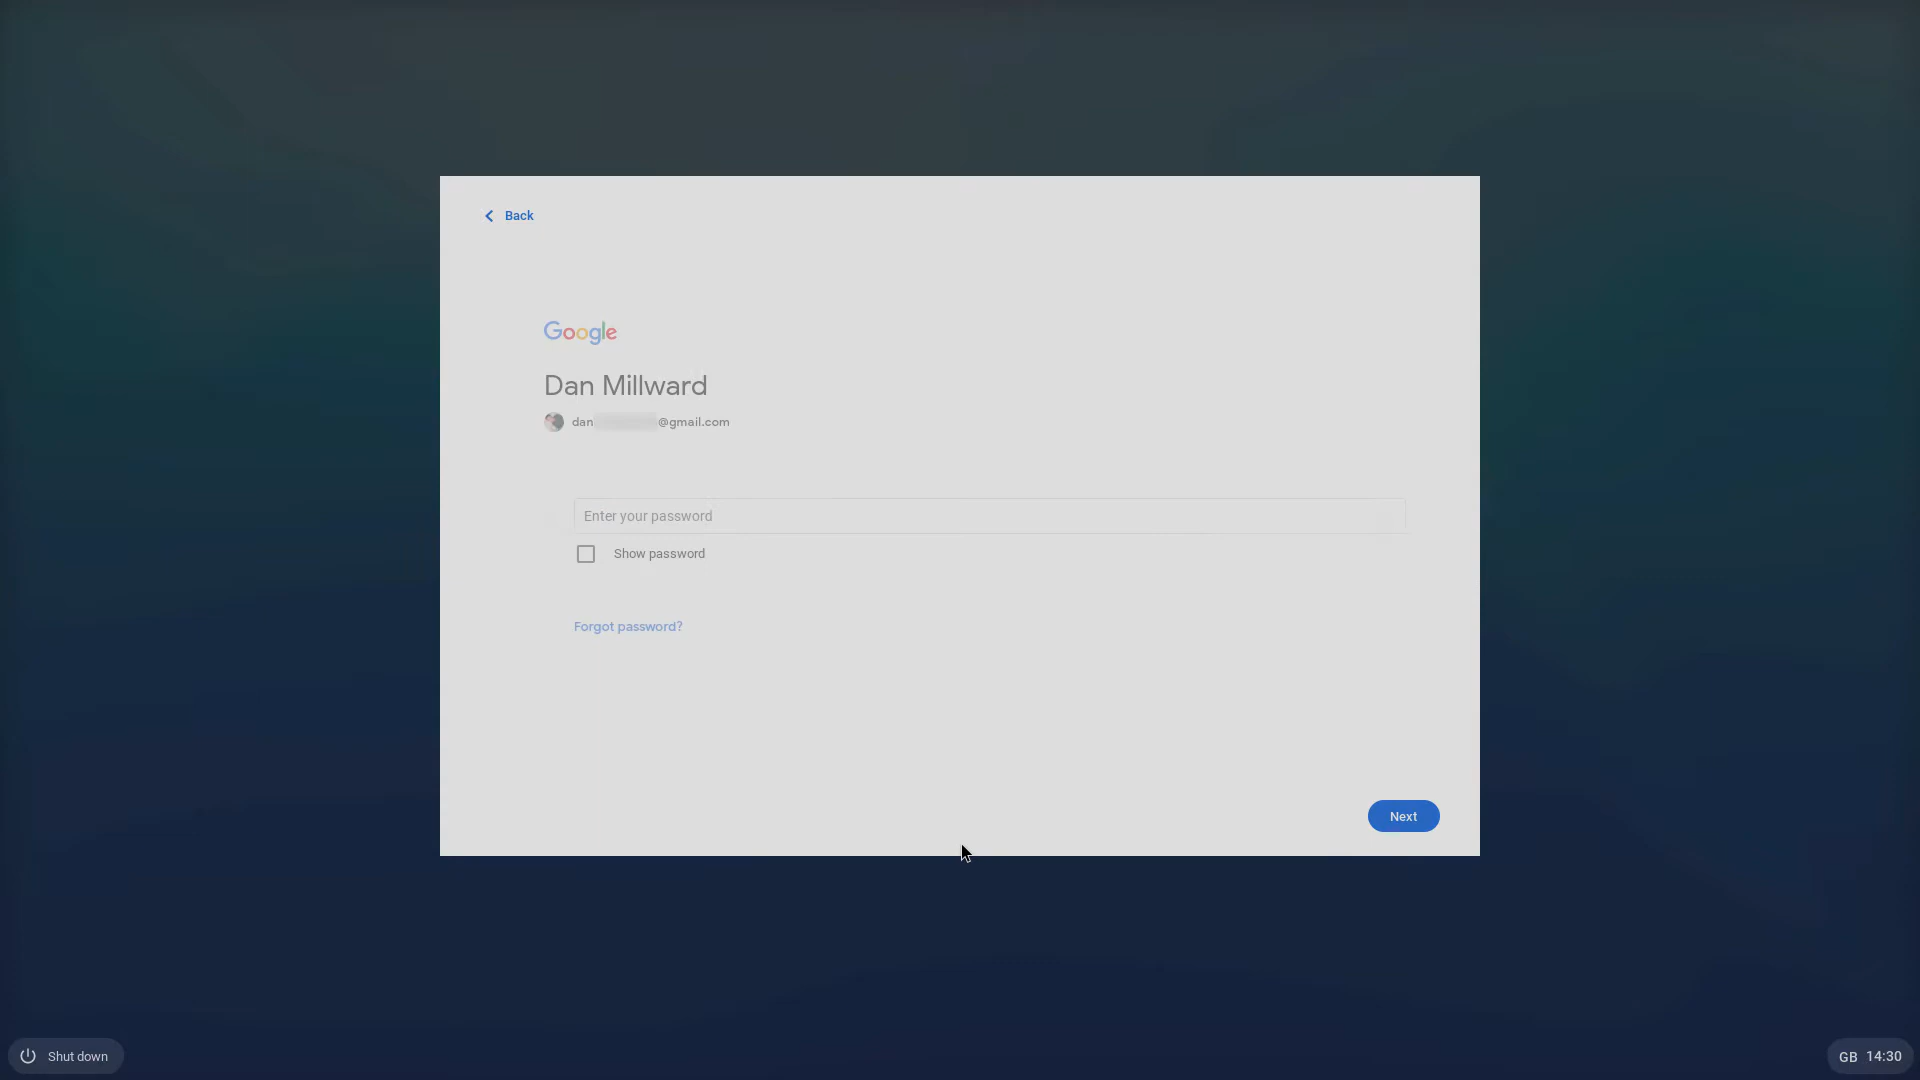 Back
Google
Dan Millward
dan @gmail.com
Enter your password
Show password
Forgot password?
Next
Shut down
GB 14:30